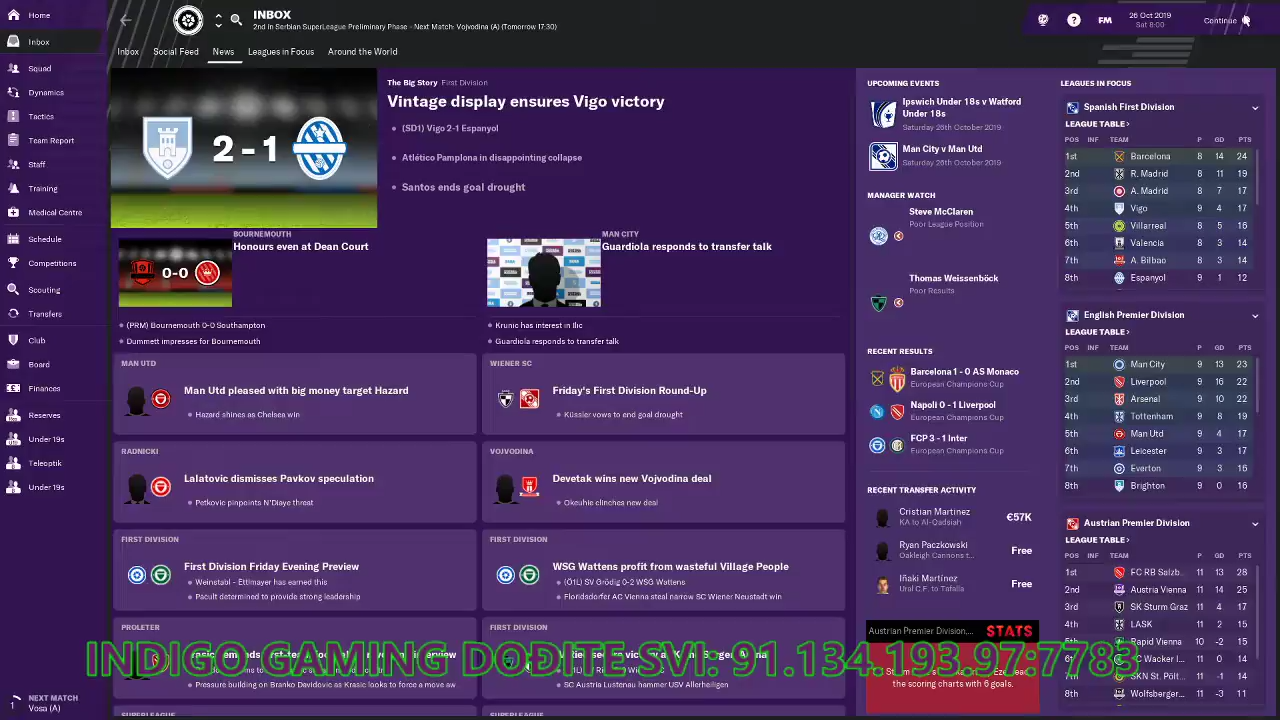 INBOX
2nd in Serbian SuperLeague Preliminary Phase - Next Match: Vojvodina (A) (Tomorrow 17:30)
FM
26 Oct 2019
Sat 8:00
Continue
Home
Inbox
Squad
Dynamics
Tactics
Team Report
Staff
Training
Medical Centre
Schedule
Competitions
Scouting
Transfers
Club
Board
Finances
Reserves
Under 19s
Teleoptik
Under 19s
NEXT MATCH
Vosa (A)
Inbox Social Feed News Leagues in Focus Around the World
2 - 1
The Big Story First Division
Vintage display ensures Vigo victory
(SD1) Vigo 2-1 Espanyol
Atlético Pamplona in disappointing collapse
Santos ends goal drought
BOURNEMOUTH
Honours even at Dean Court
0-0
(PRM) Bournemouth 0-0 Southampton
Dummett impresses for Bournemouth
MAN CITY
Guardiola responds to transfer talk
Krunic has interest in Ilic
Guardiola responds to transfer talk
MAN UTD
Man Utd pleased with big money target Hazard
Hazard shines as Chelsea win
WIENER SC
Friday's First Division Round-Up
Küssler vows to end goal drought
RADNICKI
Lalatovic dismisses Pavkov speculation
Petkovic pinpoints N'Diaye threat
VOJVODINA
Devetak wins new Vojvodina deal
Okeuhie clinches new deal
FIRST DIVISION
First Division Friday Evening Preview
Weinstabl - Ettlmayer has earned this
Pacult determined to provide strong leadership
FIRST DIVISION
WSG Wattens profit from wasteful Village People
(Ö1L) SV Grödig 0-2 WSG Wattens
Floridsdorfer AC Vienna steal narrow SC Wiener Neustadt win
PROLETER
Pressure building on Branko Davidovic as Krasic looks to force a move aw
FIRST DIVISION
SC Austria Lustenau hammer USV Allerheiligen
SUPERLEAGUE
FIRST DIVISION
INDIGO GAMING DOĐITE SVI: 91.134.193.97:7783
UPCOMING EVENTS
Ipswich Under 18s v Watford
Under 18s
Saturday 26th October 2019
Man City v Man Utd
Saturday 26th October 2019
MANAGER WATCH
Steve McClaren
Poor League Position
Thomas Weissenböck
Poor Results
RECENT RESULTS
Barcelona 1 - 0 AS Monaco
European Champions Cup
Napoli 0 - 1 Liverpool
European Champions Cup
FCP 3 - 1 Inter
European Champions Cup
RECENT TRANSFER ACTIVITY
Cristian Martínez
KA to Al-Qadsiah
€57K
Ryan Paczkowski
Oakleigh Cannons t...
Free
Iñaki Martínez
Ural C.F. to Tafalla
Free
Austrian Premier Division,... STATS
the scoring charts with 6 goals.
LEAGUES IN FOCUS
Spanish First Division
LEAGUE TABLE ›
POS INF TEAM P GD PTS
1st Barcelona 8 14 24
2nd A. Madrid 8 11 19
3rd R. Madrid 8 7 17
4th Vigo 8 4 17
5th Villarreal 8 5 16
6th Valencia 8 4 15
7th A. Bilbao 8 3 14
8th Espanyol 8 2 12
English Premier Division
LEAGUE TABLE ›
POS INF TEAM P GD PTS
1st Man City 9 13 23
2nd Liverpool 9 9 22
3rd Arsenal 9 10 22
4th Tottenham 9 8 19
5th Man Utd 9 4 17
6th Leicester 9 3 17
7th Everton 9 2 16
8th Brighton 9 0 16
Austrian Premier Division
LEAGUE TABLE ›
POS INF TEAM P GD PTS
1st FC RB Salzb... 11 13 28
2nd Austria Vienna 11 14 25
3rd SK Sturm Graz 11 4 17
4th LASK 11 2 15
5th Rapid Vienna 10 -2 15
6th FC Wacker I... 11 0 14
7th SKN St. Pölt... 11 -1 14
8th Wolfsberger... 11 -3 11